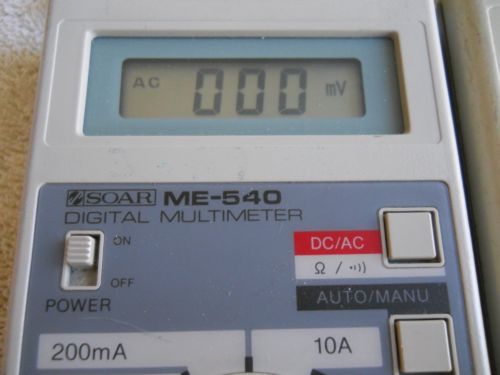 AC 000 mV
SOAR ME-540
DIGITAL MULTIMETER
ON
OFF
POWER
DC/AC
Ω / •)))
AUTO/MANU
200mA
10A